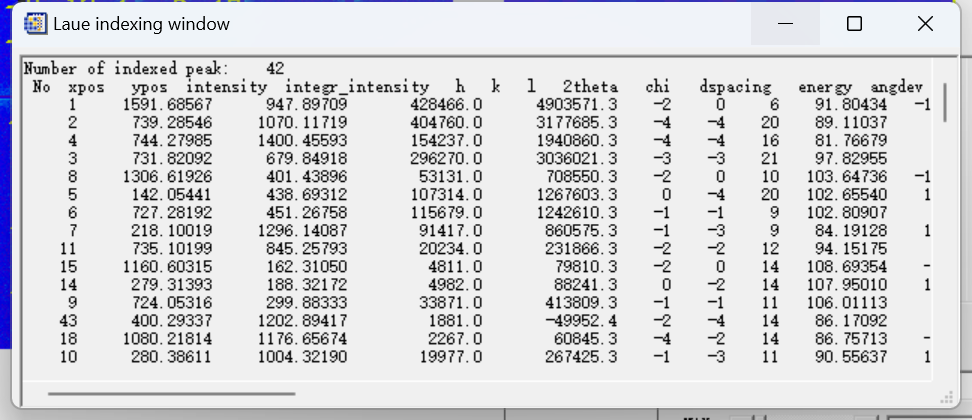 Laue indexing window
Number of indexed peak: 42
No xpos ypos intensity integr_intensity h k l 2theta chi dspacing energy angdev
1 1591.68567 947.89709 428466.0 4903571.3 -2 0 6 91.80434 -1
2 739.28546 1070.11719 404760.0 3177685.3 -4 -4 20 89.11037
4 744.27985 1400.45593 154237.0 1940860.3 -4 -4 16 81.76679
3 731.82092 679.84918 296270.0 3036021.3 -3 -3 21 97.82955
8 1306.61926 401.43896 53131.0 708550.3 -2 0 10 103.64736 -1
5 142.05441 438.69312 107314.0 1267603.3 0 -4 20 102.65540 1
6 727.28192 451.26758 115679.0 1242610.3 -1 -1 9 102.80907
7 218.10019 1296.14087 91417.0 860575.3 -1 -3 9 84.19128 1
11 735.10199 845.25793 20234.0 231866.3 -2 -2 12 94.15175
15 1160.60315 162.31050 4811.0 79810.3 -2 0 14 108.69354 -
14 279.31393 188.32172 4982.0 88241.3 0 -2 14 107.95010 1
9 724.05316 299.88333 33871.0 413809.3 -1 -1 11 106.01113
43 400.29337 1202.89417 1881.0 -49952.4 -2 -4 14 86.17092
18 1080.21814 1176.65674 2267.0 60845.3 -4 -2 14 86.75713 -
10 280.38611 1004.32190 19977.0 267425.3 -1 -3 11 90.55637 1